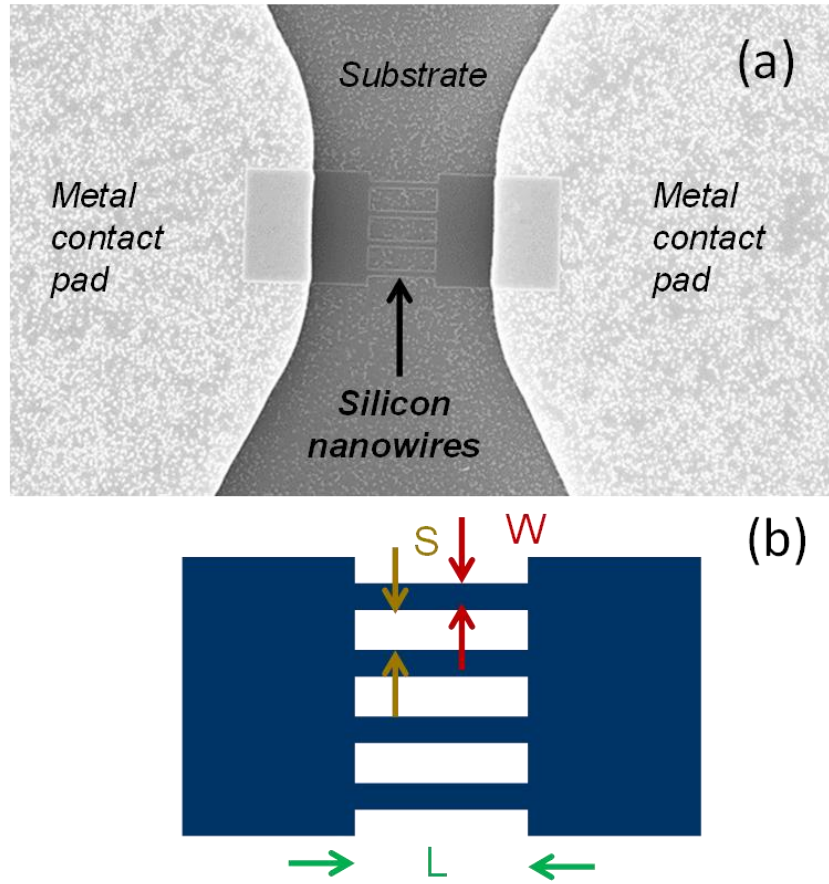 (a)
Substrate
Metal
contact
pad
Metal
contact
pad
Silicon
nanowires
(b)
S
W
L